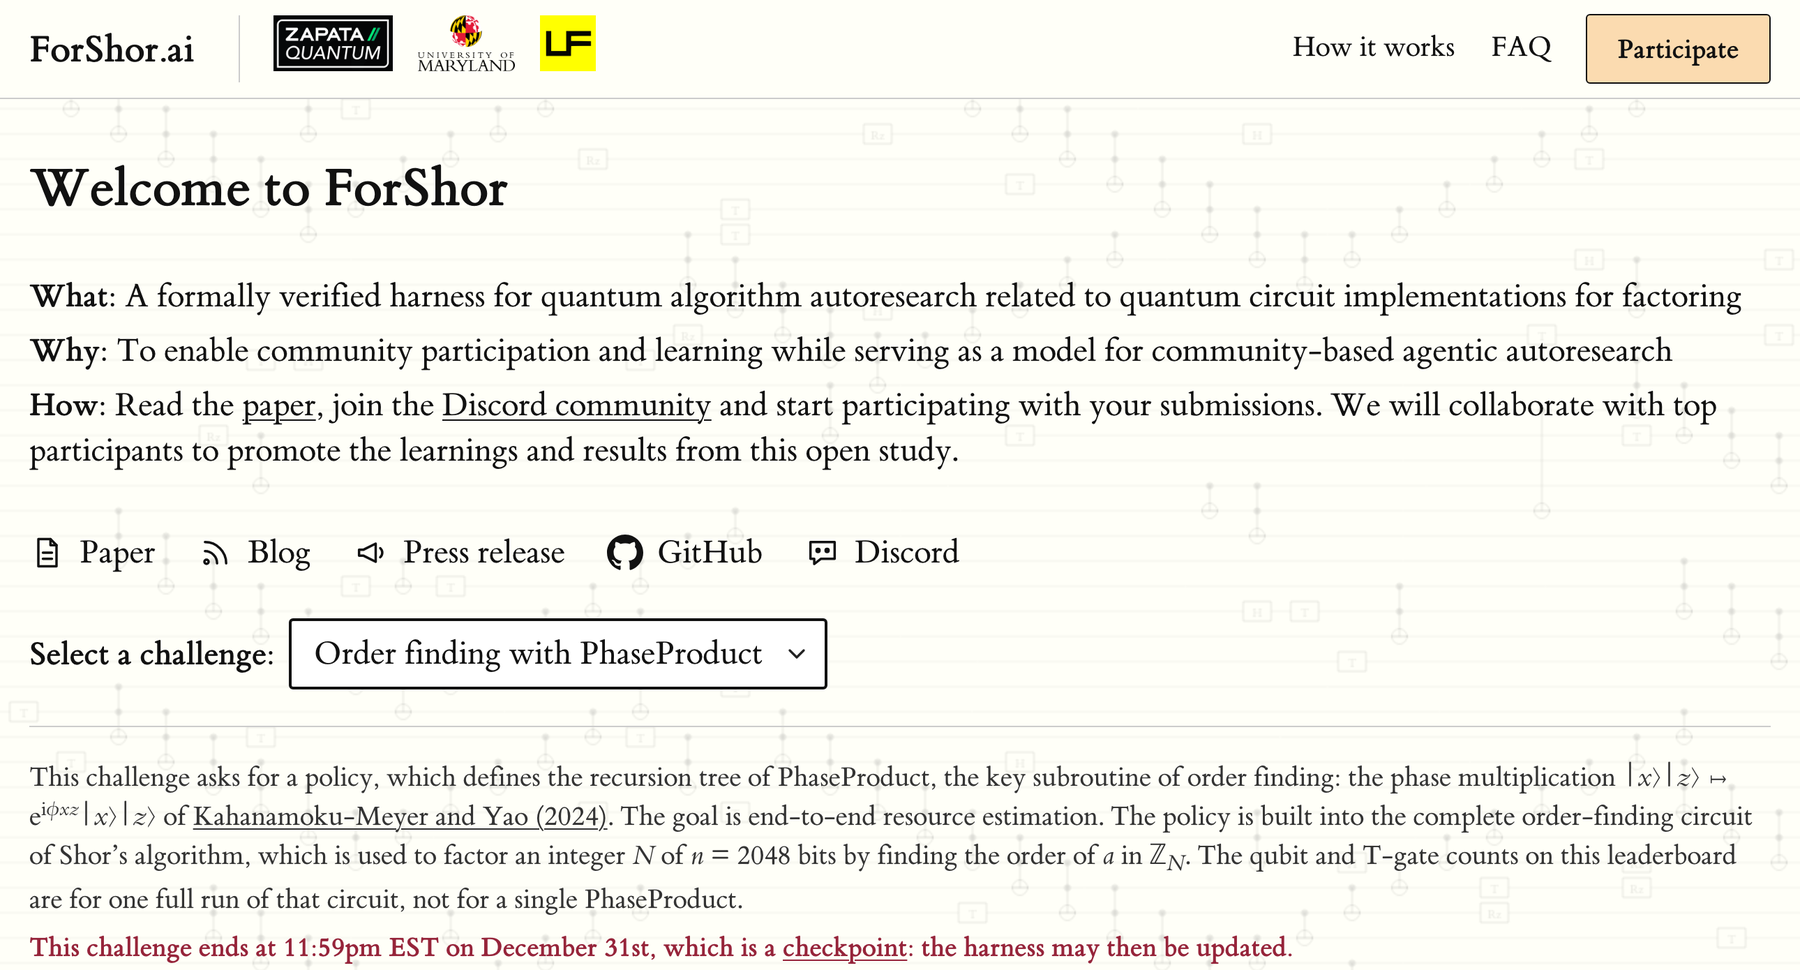 ForShor.ai
ZAPATA //
QUANTUM
UNIVERSITY OF
MARYLAND
LF
How it works
FAQ
Participate
Welcome to ForShor
What: A formally verified harness for quantum algorithm autoresearch related to quantum circuit implementations for factoring
Why: To enable community participation and learning while serving as a model for community-based agentic autoresearch
How: Read the paper, join the Discord community and start participating with your submissions. We will collaborate with top
participants to promote the learnings and results from this open study.
Paper
Blog
Press release
GitHub
Discord
Select a challenge:
Order finding with PhaseProduct
This challenge asks for a policy, which defines the recursion tree of PhaseProduct, the key subroutine of order finding: the phase multiplication |x⟩|z⟩ ↦
e^{iϕxz}|x⟩|z⟩ of Kahanamoku-Meyer and Yao (2024). The goal is end-to-end resource estimation. The policy is built into the complete order-finding circuit
of Shor’s algorithm, which is used to factor an integer N of n = 2048 bits by finding the order of a in ℤ_N. The qubit and T-gate counts on this leaderboard
are for one full run of that circuit, not for a single PhaseProduct.
This challenge ends at 11:59pm EST on December 31st, which is a checkpoint: the harness may then be updated.